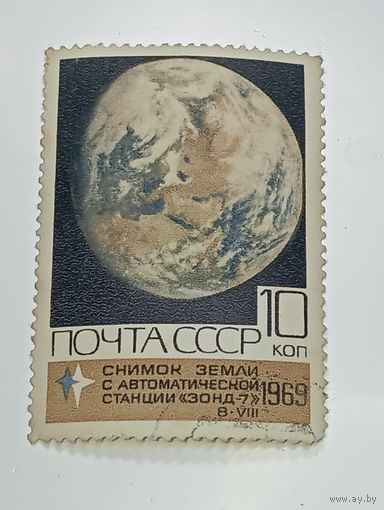 10
ПОЧТА СССР КОП
СНИМОК ЗЕМЛИ
С АВТОМАТИЧЕСКОЙ
СТАНЦИИ «ЗОНД-7» 1969
8·VIII
www.ay.by